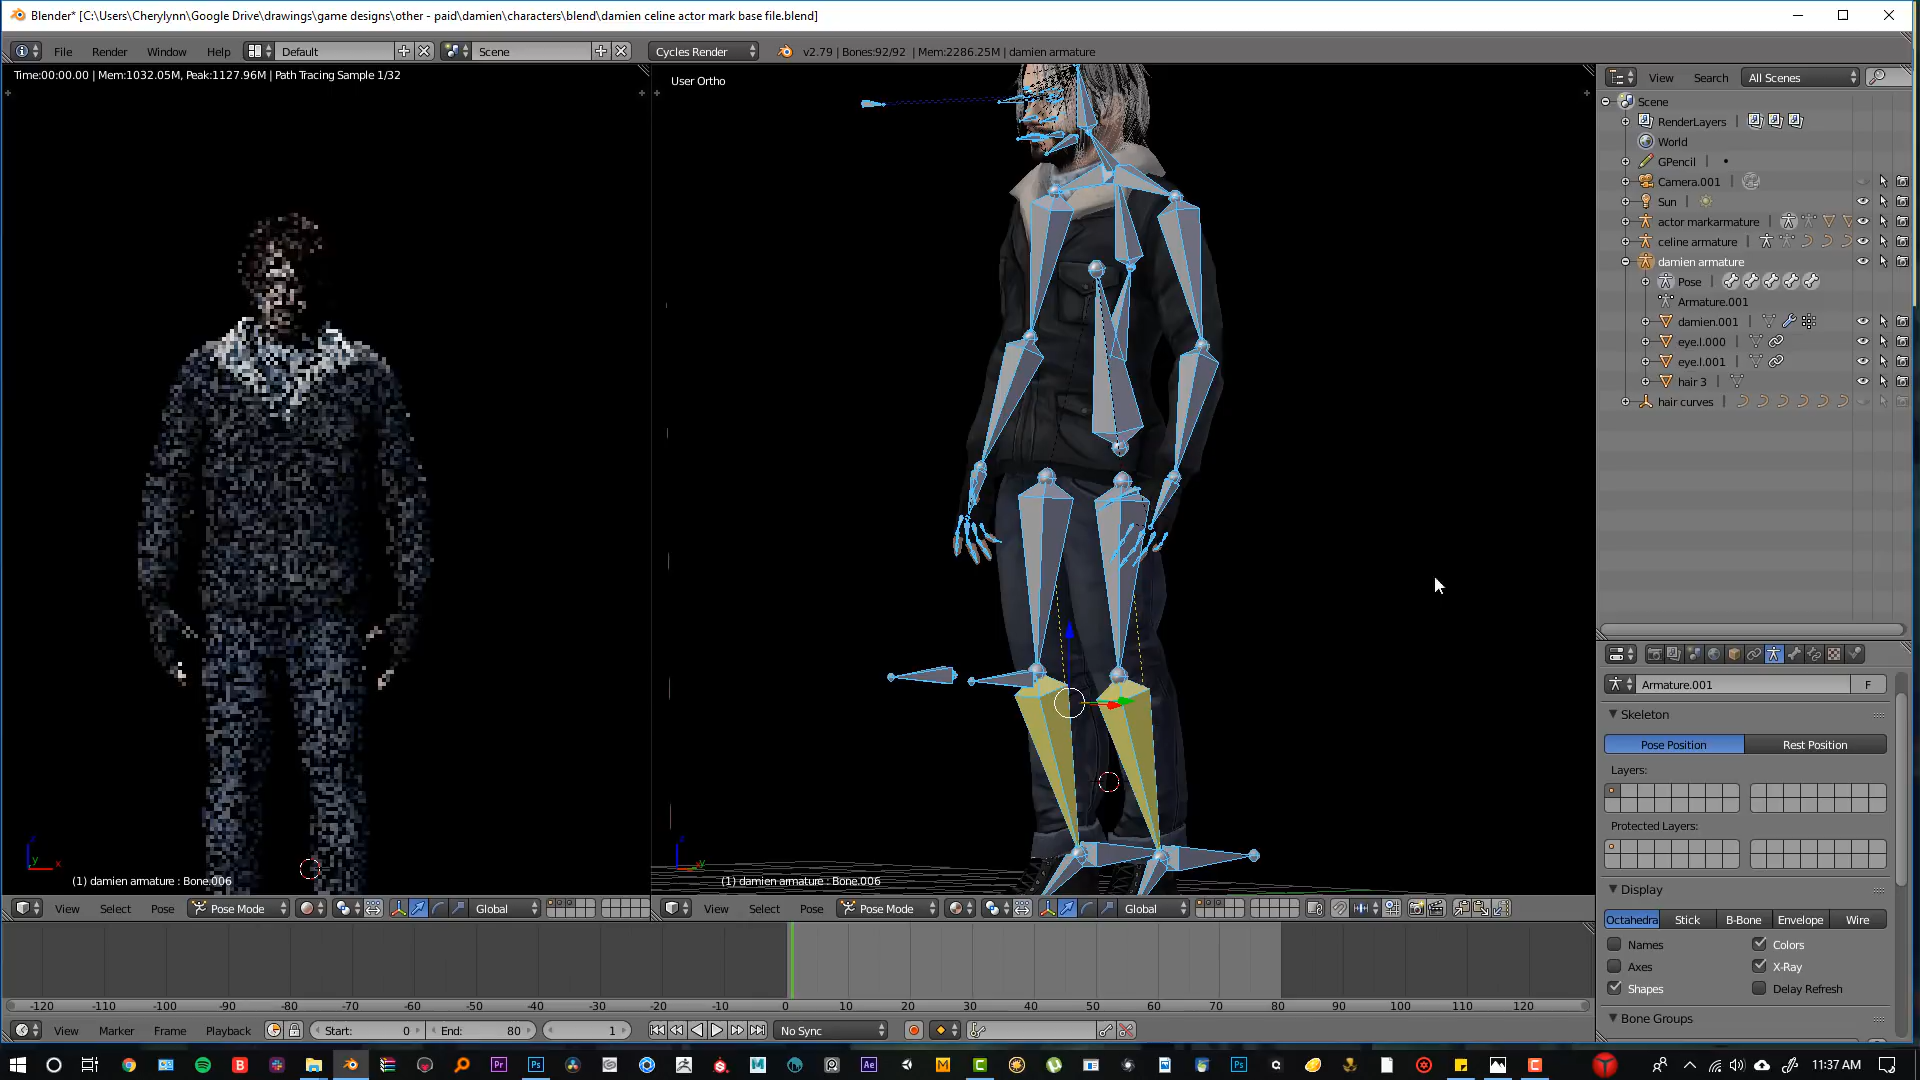 Blender* [C:\Users\Cherylynn\Google Drive\drawings\game designs\other - paid\damien\characters\blend\damien celine actor mark base file.blend]
File Render Window Help Default Scene Cycles Render v2.79 | Bones:92/92 | Mem:2286.25M | damien armature
Time:00:00.00 | Mem:1032.05M, Peak:1127.96M | Path Tracing Sample 1/32
User Ortho
View Search All Scenes
Scene
RenderLayers
World
GPencil
Camera.001
Sun
actor markarmature
celine armature
damien armature
Pose
Armature.001
damien.001
eye.l.000
eye.l.001
hair 3
hair curves
Armature.001 F
Skeleton
Pose Position Rest Position
Layers:
Protected Layers:
Display
Octahedra Stick B-Bone Envelope Wire
Names Colors
Axes X-Ray
Shapes Delay Refresh
Bone Groups
(1) damien armature : Bone.006
(1) damien armature : Bone.006
View Select Pose Pose Mode Global
View Select Pose Pose Mode Global
-120 -110 -100 -90 -80 -70 -60 -50 -40 -30 -20 -10 0 10 20 30 40 50 60 70 80 90 100 110 120
View Marker Frame Playback Start: 0 End: 80 1 No Sync
11:37 AM